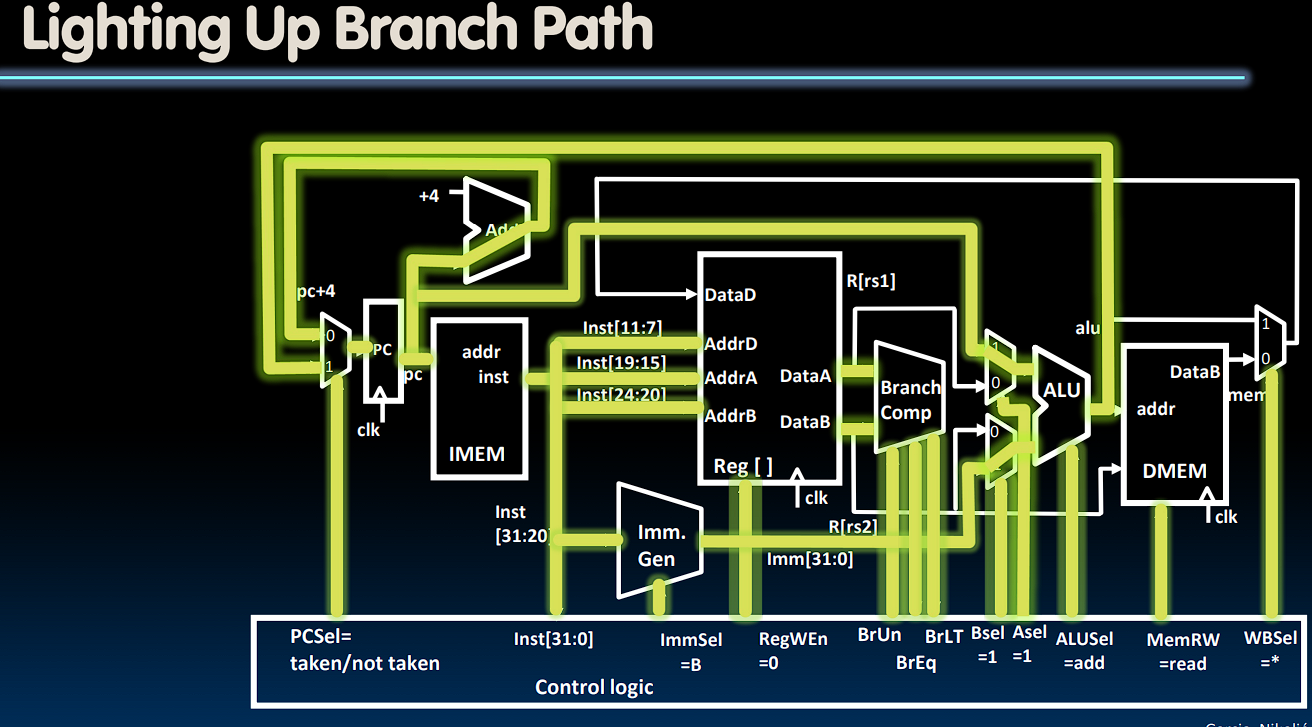 Lighting Up Branch Path
+4
Add
pc+4
0
1
PC
pc
clk
addr
inst
IMEM
Inst[11:7]
Inst[19:15]
Inst[24:20]
Inst
[31:20]
DataD
AddrD
AddrA
AddrB
DataA
DataB
Reg [ ]
clk
Imm.
Gen
R[rs1]
R[rs2]
Imm[31:0]
Branch
Comp
1
0
0
ALU
alu
DataB
addr
DMEM
clk
mem
1
0
PCSel=
taken/not taken
Inst[31:0]
ImmSel
=B
RegWEn
=0
BrUn
BrEq
BrLT
Bsel
=1
Asel
=1
ALUSel
=add
MemRW
=read
WBSel
=*
Control logic